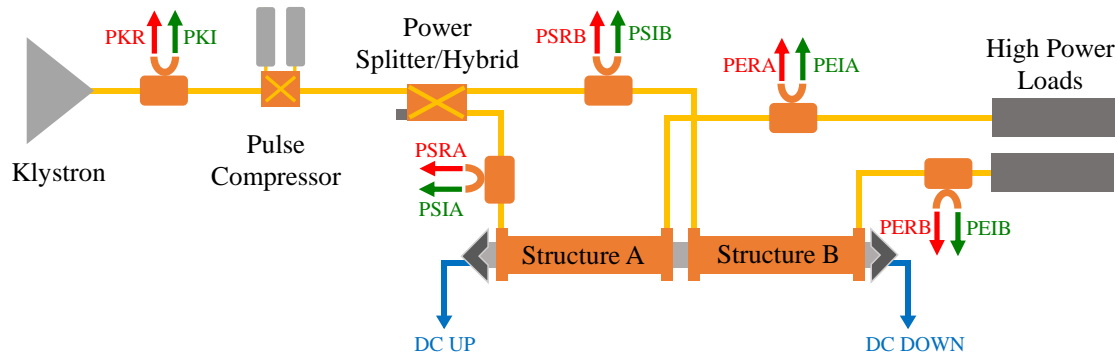 PKR PKI
Power
Splitter/Hybrid
PSRB PSIB
PERA PEIA
High Power
Loads
Klystron
Pulse
Compressor
PSRA
PSIA
PERB PEIB
Structure A
Structure B
DC UP
DC DOWN